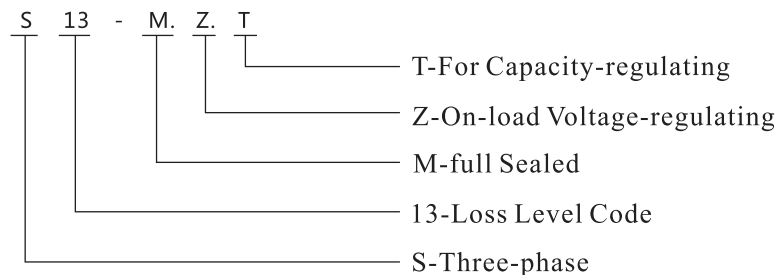 S 13 - M. Z. T
T-For Capacity-regulating
Z-On-load Voltage-regulating
M-full Sealed
13-Loss Level Code
S-Three-phase